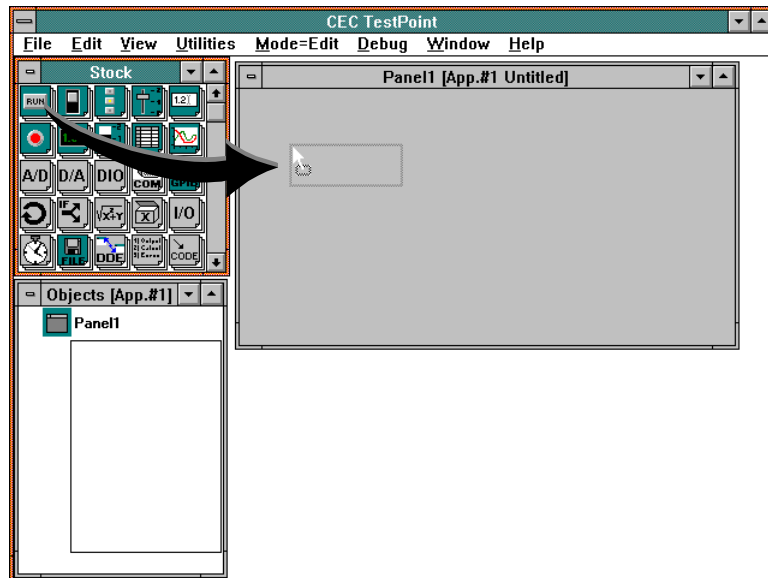 CEC TestPoint
File Edit View Utilities Mode=Edit Debug Window Help
Stock
Panel1 [App.#1 Untitled]
RUN
1.2
A/D D/A DIO COM GPIB
IF X I/O
FILE DDE CODE
Objects [App.#1]
Panel1